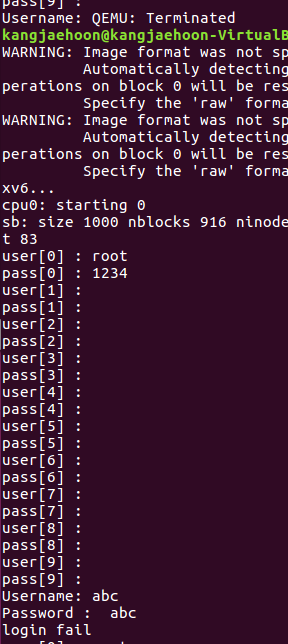 pass[9] :
Username: QEMU: Terminated
kangjaehoon@kangjaehoon-VirtualB
WARNING: Image format was not sp
Automatically detecting
perations on block 0 will be res
Specify the 'raw' forma
WARNING: Image format was not sp
Automatically detecting
perations on block 0 will be res
Specify the 'raw' forma
xv6...
cpu0: starting 0
sb: size 1000 nblocks 916 ninode
t 83
user[0] : root
pass[0] : 1234
user[1] :
pass[1] :
user[2] :
pass[2] :
user[3] :
pass[3] :
user[4] :
pass[4] :
user[5] :
pass[5] :
user[6] :
pass[6] :
user[7] :
pass[7] :
user[8] :
pass[8] :
user[9] :
pass[9] :
Username: abc
Password :  abc
login fail